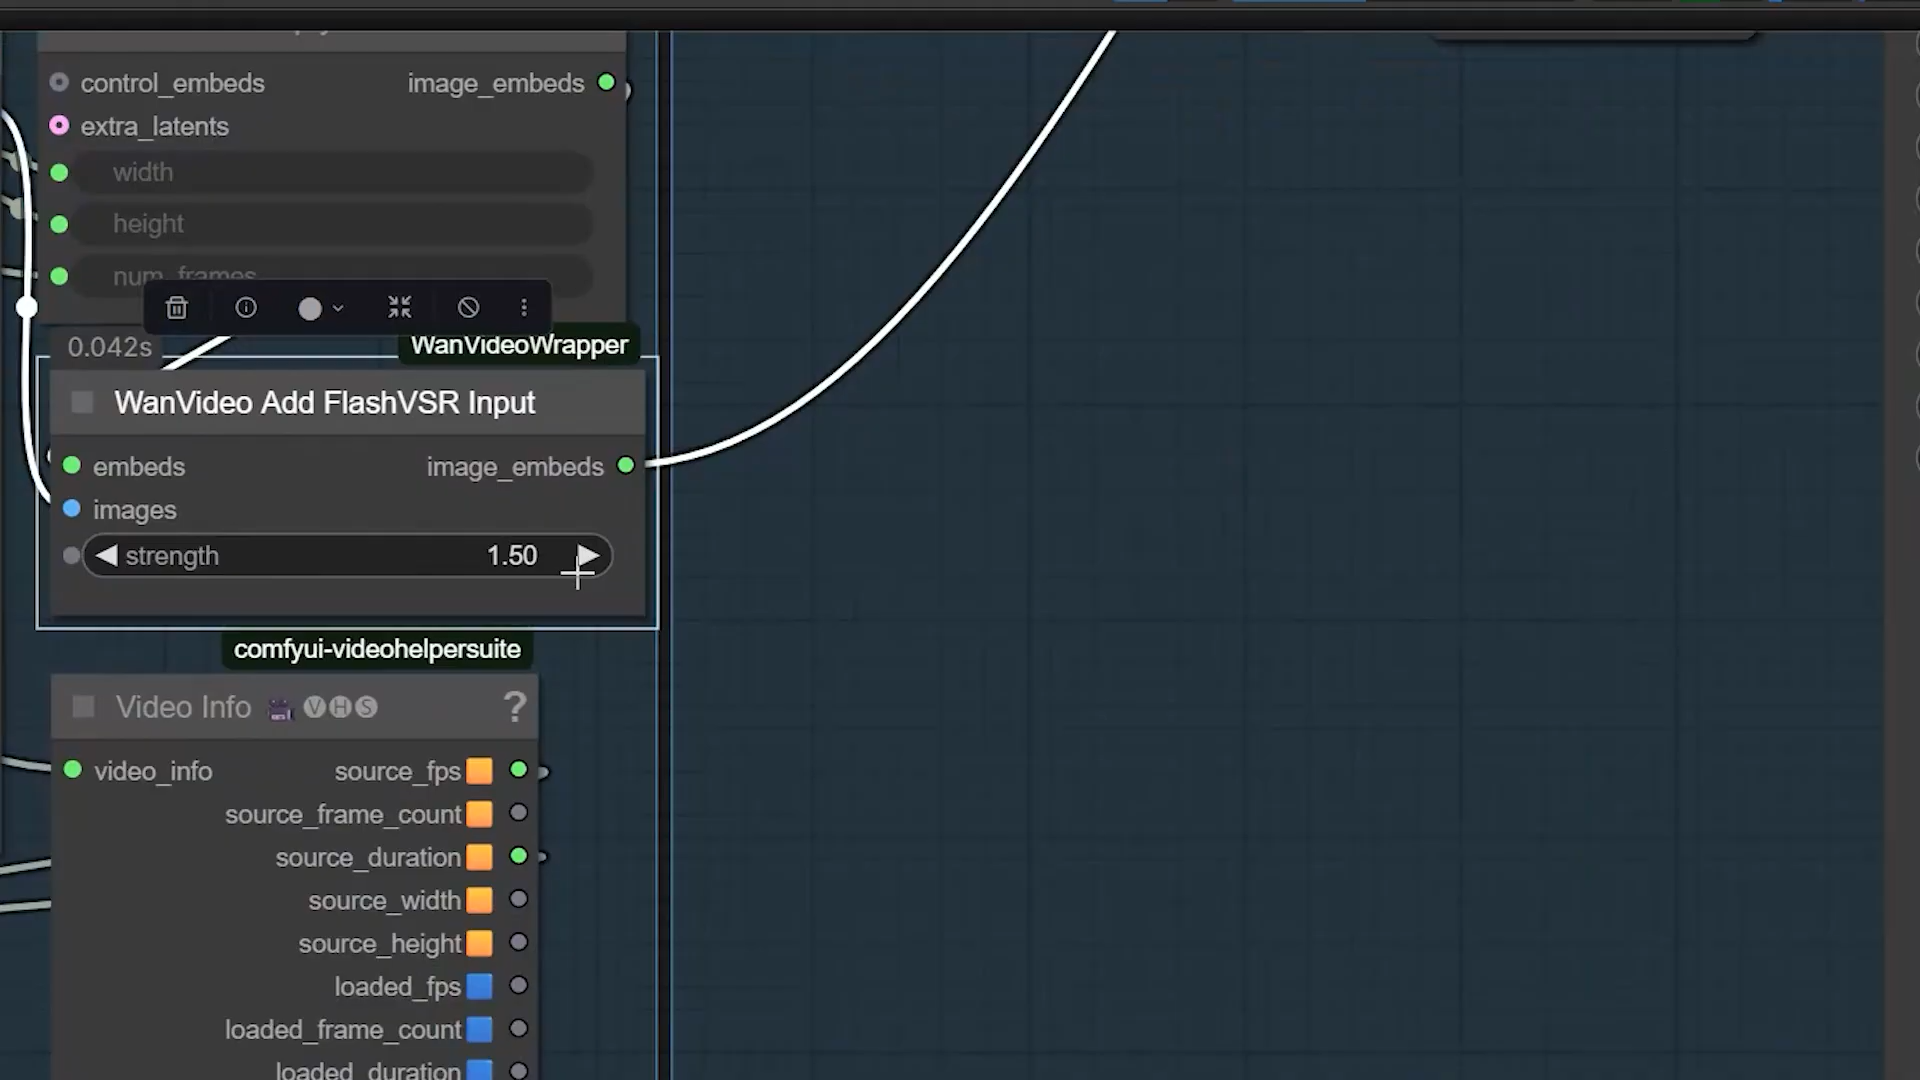 control_embeds image_embeds
extra_latents
width
height
num_frames
0.042s WanVideoWrapper
WanVideo Add FlashVSR Input
embeds image_embeds
images
strength 1.50
comfyui-videohelpersuite
Video Info 🎥🅥🅗🅢 ?
video_info source_fps
source_frame_count
source_duration
source_width
source_height
loaded_fps
loaded_frame_count
loaded_duration